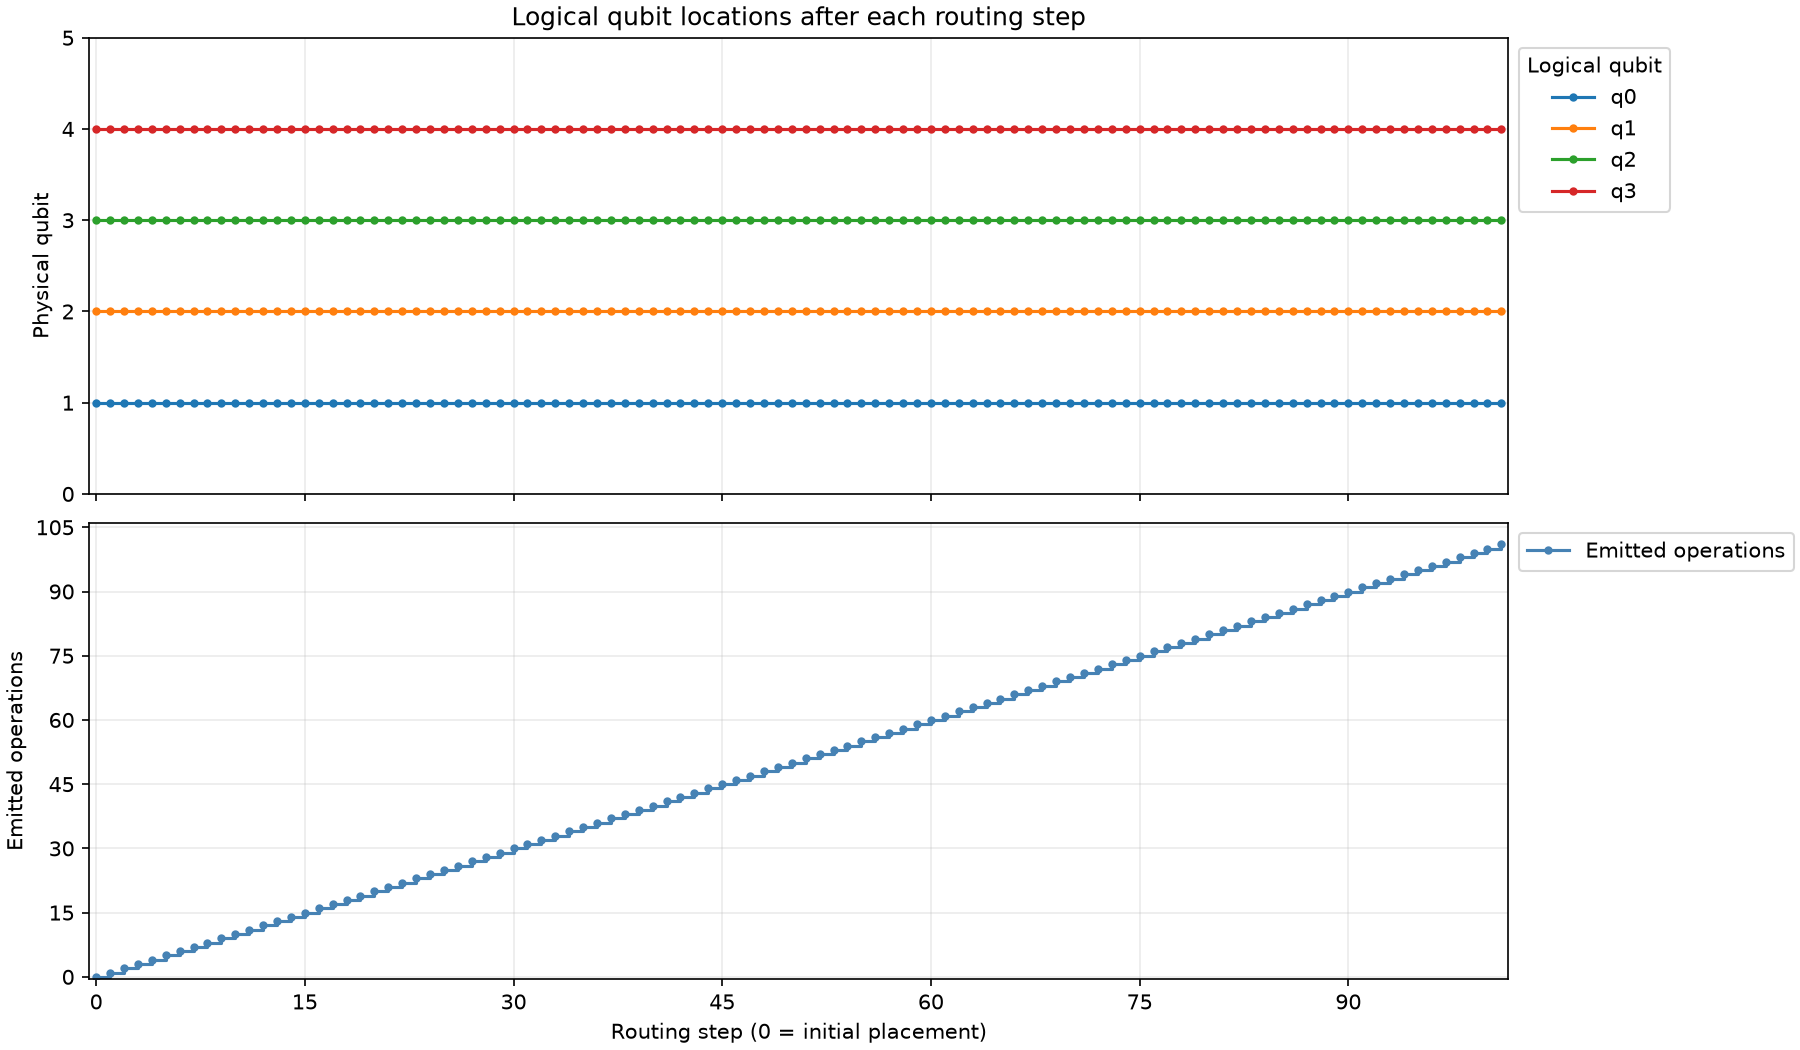 Logical qubit locations after each routing step
5
4
3
2
1
0
Physical qubit
Logical qubit
q0
q1
q2
q3
105
90
75
60
45
30
15
0
Emitted operations
Emitted operations
0 15 30 45 60 75 90
Routing step (0 = initial placement)